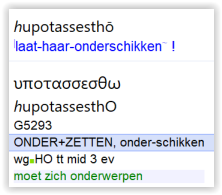 hupotassesthō
laat-haar-onderschikken⁻ !
υποτασσεσθω
hupotassesthO
G5293
ONDER+ZETTEN, onder-schikken
wg HO tt mid 3 ev
moet zich onderwerpen